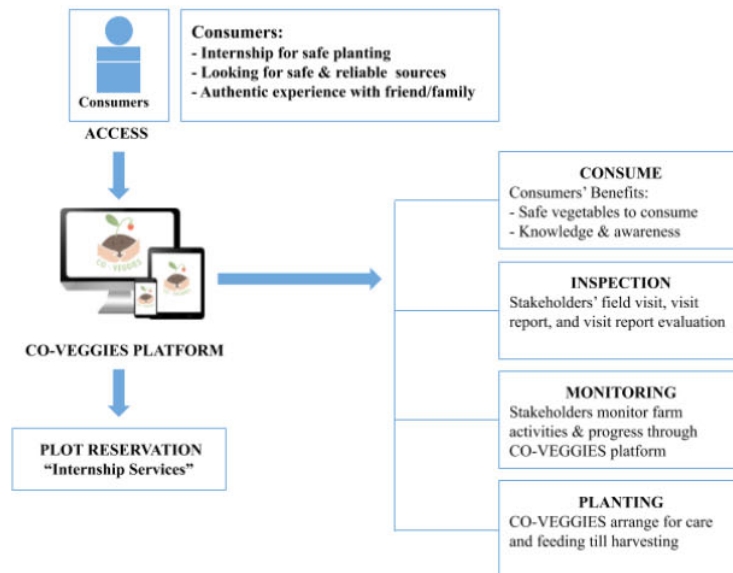 Consumers:
- Internship for safe planting
- Looking for safe & reliable sources
- Authentic experience with friend/family
Consumers
ACCESS
CO-VEGGIES
CO-VEGGIES PLATFORM
PLOT RESERVATION
“Internship Services”
CONSUME
Consumers’ Benefits:
- Safe vegetables to consume
- Knowledge & awareness
INSPECTION
Stakeholders’ field visit, visit
report, and visit report evaluation
MONITORING
Stakeholders monitor farm
activities & progress through
CO-VEGGIES platform
PLANTING
CO-VEGGIES arrange for care
and feeding till harvesting